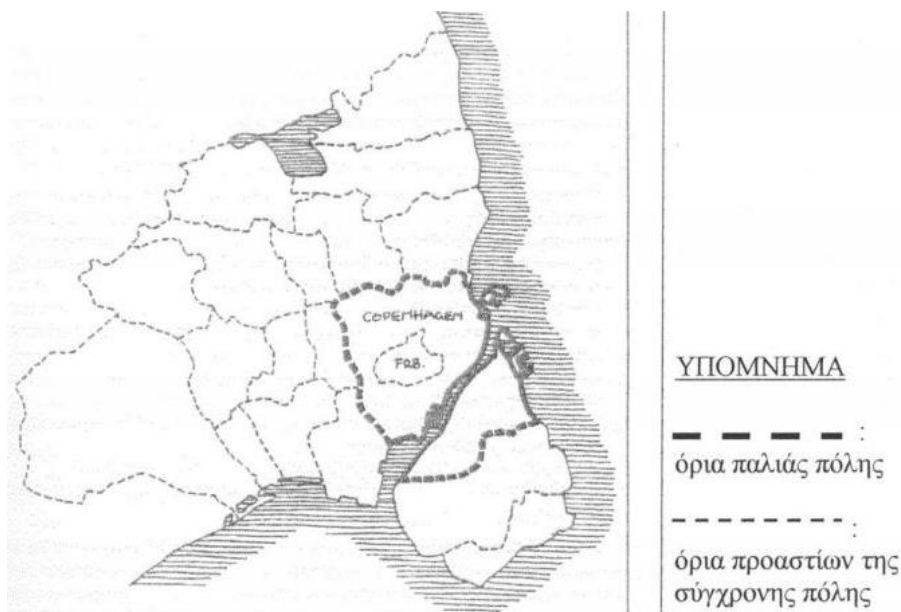 COPENHAGEN
FRB.
ΥΠΟΜΝΗΜΑ
:
όρια παλιάς πόλης
:
όρια προαστίων της
σύγχρονης πόλης